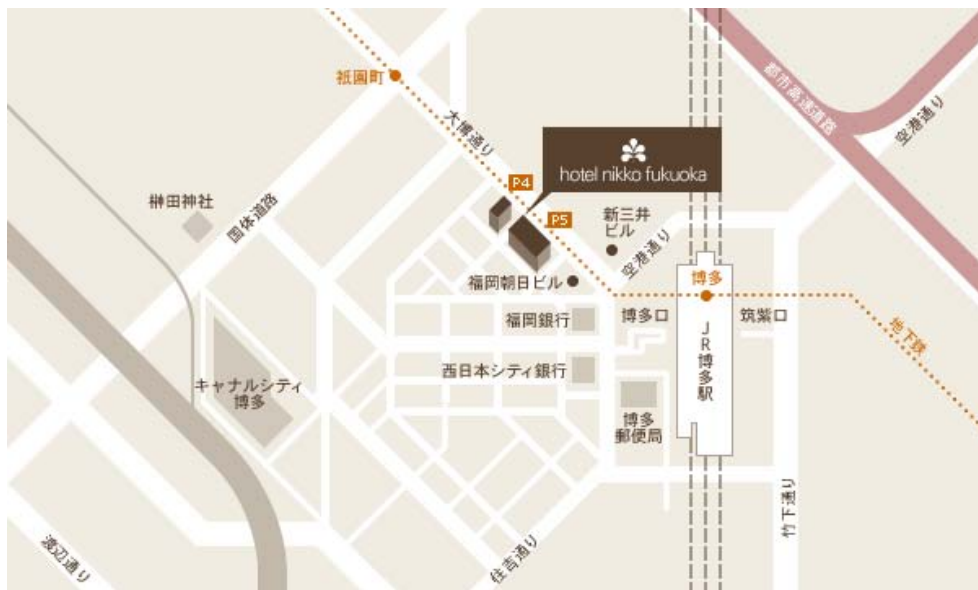 祇園町
大博通り
都市高速道路
空港通り
P4
hotel nikko fukuoka
P5
榊田神社
国体道路
新三井
ビル
空港通り
福岡朝日ビル
博多
福岡銀行
博多口
筑紫口
地下鉄
JR博多駅
西日本シティ銀行
キャナルシティ
博多
博多
郵便局
竹下通り
住吉通り
渡辺通り